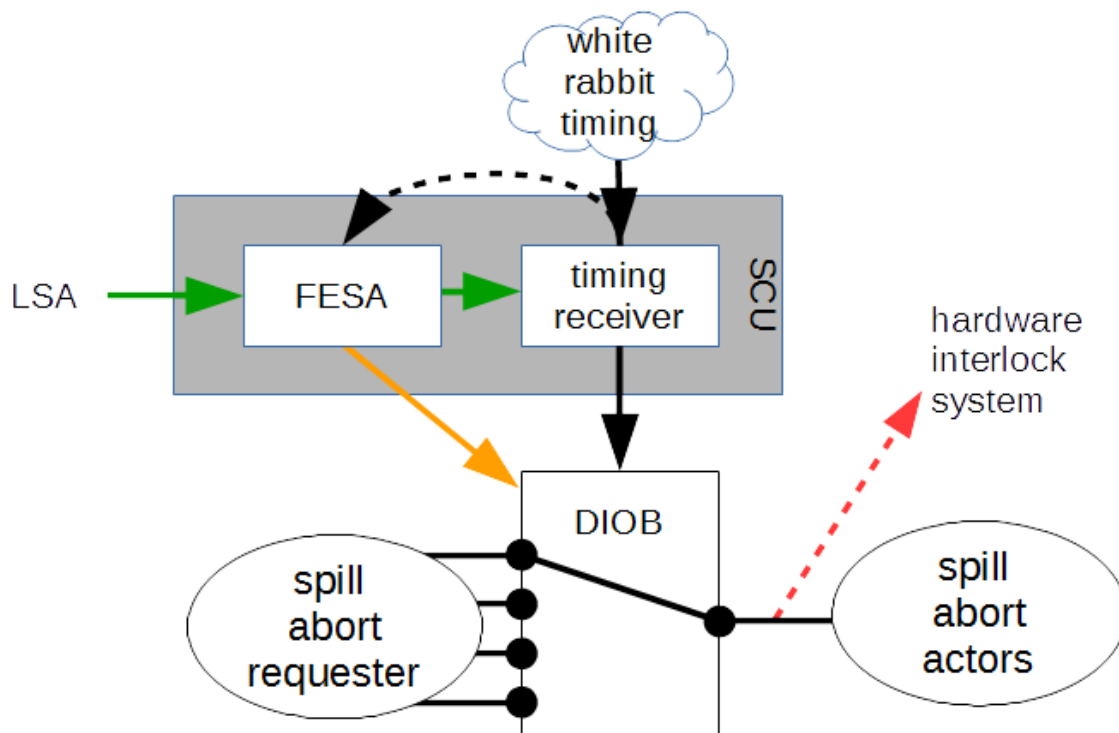 white
rabbit
timing
LSA
FESA
timing
receiver
SCU
hardware
interlock
system
DIOB
spill
abort
requester
spill
abort
actors